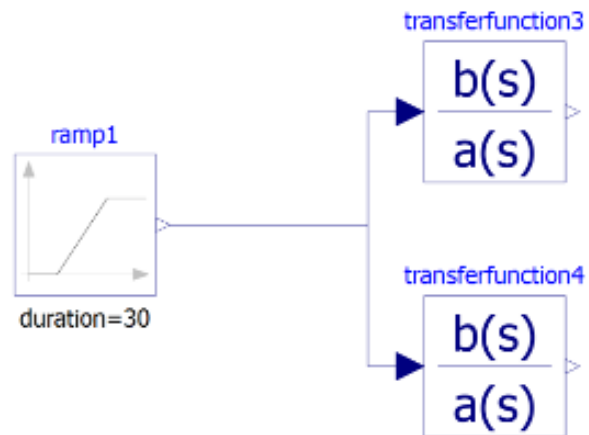 transferfunction3
b(s)
a(s)
ramp1
duration=30
transferfunction4
b(s)
a(s)